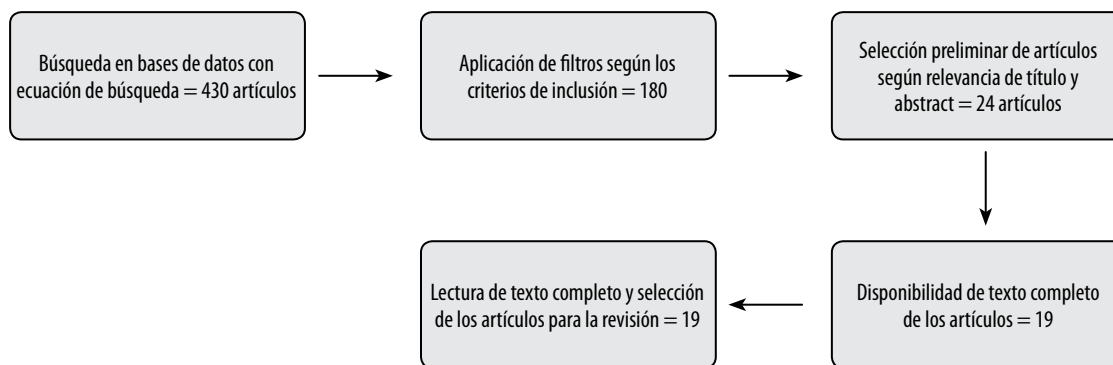 Búsqueda en bases de datos con
ecuación de búsqueda = 430 artículos
Aplicación de filtros según los
criterios de inclusión = 180
Selección preliminar de artículos
según relevancia de título y
abstract = 24 artículos
Disponibilidad de texto completo
de los artículos = 19
Lectura de texto completo y selección
de los artículos para la revisión = 19